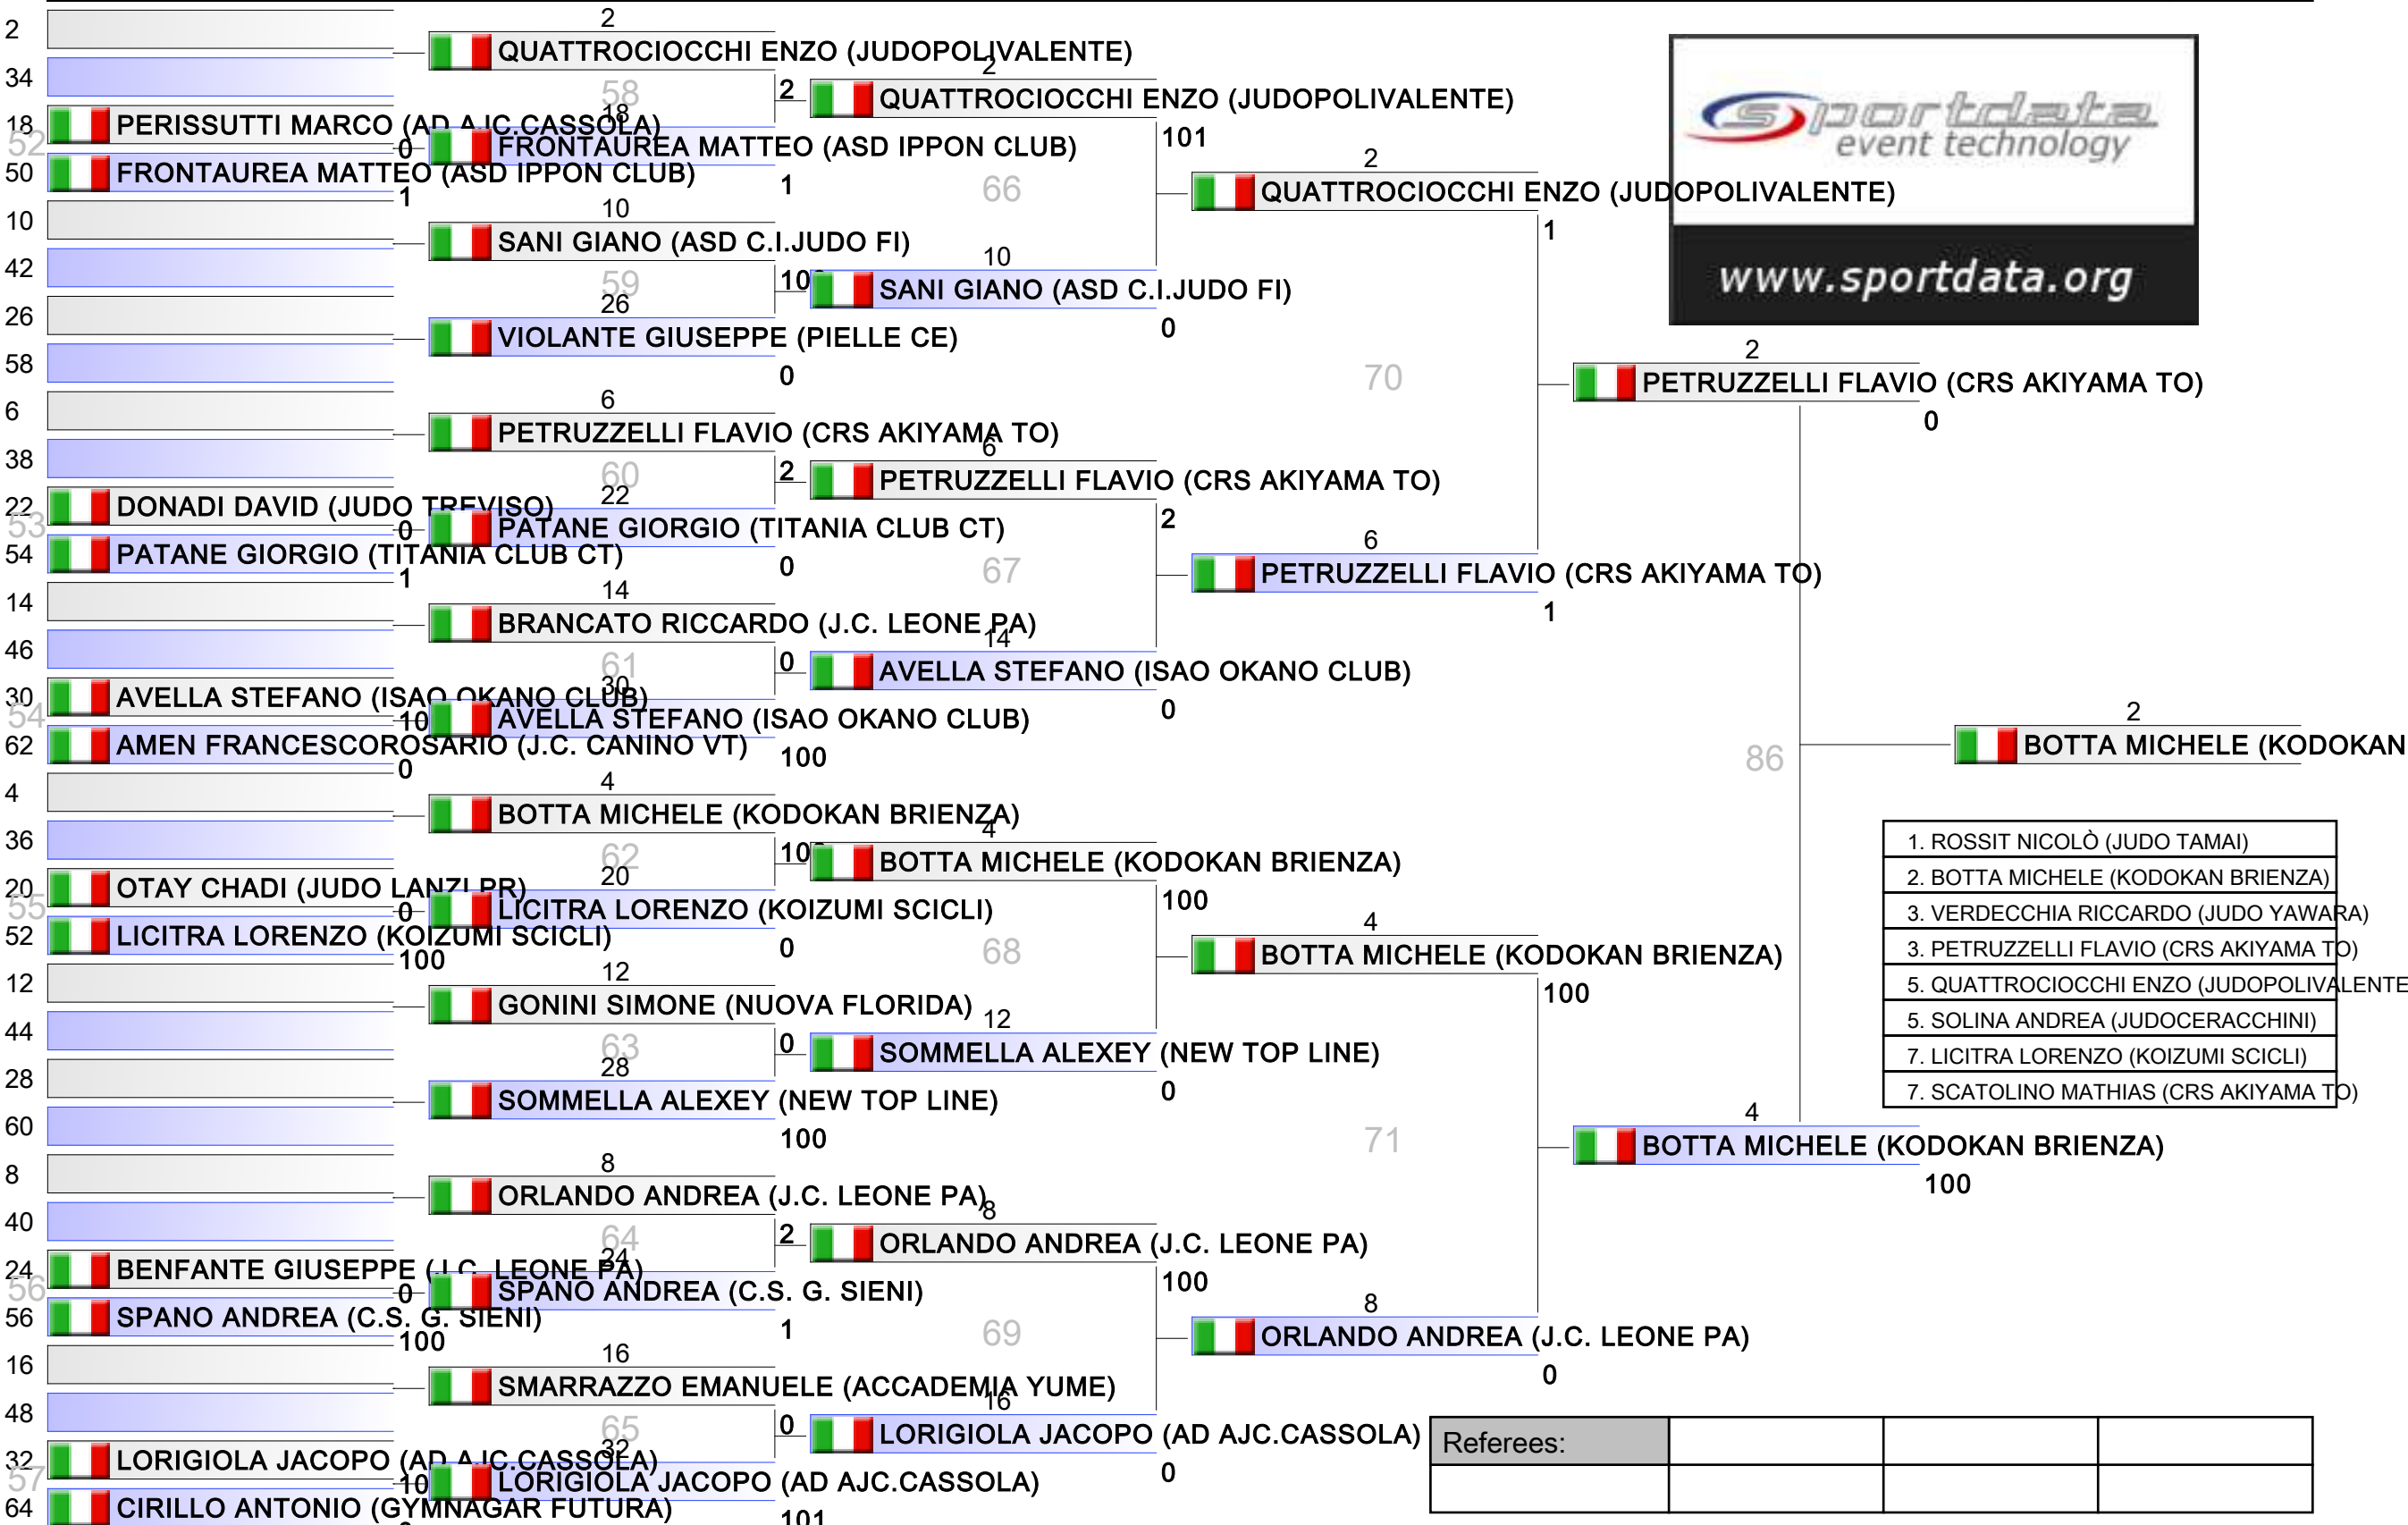 2
34
18
52
50
10
42
26
58
6
38
22
53
54
14
46
30
54
62
4
36
20
55
52
12
44
28
60
8
40
24
56
56
16
48
32
57
64
PERISSUTTI MARCO (AD AJC.CASSOLA)
0
FRONTAUREA MATTEO (ASD IPPON CLUB)
1
DONADI DAVID (JUDO TREVISO)
0
PATANE GIORGIO (TITANIA CLUB CT)
1
AVELLA STEFANO (ISAO OKANO CLUB)
10
AMEN FRANCESCOROSARIO (J.C. CANINO VT)
0
OTAY CHADI (JUDO LANZI PR)
0
LICITRA LORENZO (KOIZUMI SCICLI)
100
BENFANTE GIUSEPPE (J.C. LEONE PA)
0
SPANO ANDREA (C.S. G. SIENI)
100
LORIGIOLA JACOPO (AD AJC.CASSOLA)
10
CIRILLO ANTONIO (GYMNAGAR FUTURA)
2
QUATTROCIOCCHI ENZO (JUDOPOLIVALENTE)
2
58
18
FRONTAUREA MATTEO (ASD IPPON CLUB)
1
10
SANI GIANO (ASD C.I.JUDO FI)
10
59
26
VIOLANTE GIUSEPPE (PIELLE CE)
0
6
PETRUZZELLI FLAVIO (CRS AKIYAMA TO)
2
60
22
PATANE GIORGIO (TITANIA CLUB CT)
0
14
BRANCATO RICCARDO (J.C. LEONE PA)
0
61
30
AVELLA STEFANO (ISAO OKANO CLUB)
100
4
BOTTA MICHELE (KODOKAN BRIENZA)
10
62
20
LICITRA LORENZO (KOIZUMI SCICLI)
0
12
GONINI SIMONE (NUOVA FLORIDA)
0
63
28
SOMMELLA ALEXEY (NEW TOP LINE)
100
8
ORLANDO ANDREA (J.C. LEONE PA)
2
64
24
SPANO ANDREA (C.S. G. SIENI)
1
16
SMARRAZZO EMANUELE (ACCADEMIA YUME)
0
65
32
LORIGIOLA JACOPO (AD AJC.CASSOLA)
101
2
QUATTROCIOCCHI ENZO (JUDOPOLIVALENTE)
101
66
10
SANI GIANO (ASD C.I.JUDO FI)
0
6
PETRUZZELLI FLAVIO (CRS AKIYAMA TO)
2
67
14
AVELLA STEFANO (ISAO OKANO CLUB)
0
4
BOTTA MICHELE (KODOKAN BRIENZA)
100
68
12
SOMMELLA ALEXEY (NEW TOP LINE)
0
8
ORLANDO ANDREA (J.C. LEONE PA)
100
69
16
LORIGIOLA JACOPO (AD AJC.CASSOLA)
0
2
QUATTROCIOCCHI ENZO (JUDOPOLIVALENTE)
1
70
6
PETRUZZELLI FLAVIO (CRS AKIYAMA TO)
1
4
BOTTA MICHELE (KODOKAN BRIENZA)
100
71
8
ORLANDO ANDREA (J.C. LEONE PA)
0
sportdata
event technology
www.sportdata.org
2
PETRUZZELLI FLAVIO (CRS AKIYAMA TO)
0
86
4
BOTTA MICHELE (KODOKAN BRIENZA)
100
2
BOTTA MICHELE (KODOKAN
1. ROSSIT NICOLÒ (JUDO TAMAI)
2. BOTTA MICHELE (KODOKAN BRIENZA)
3. VERDECCHIA RICCARDO (JUDO YAWARA)
3. PETRUZZELLI FLAVIO (CRS AKIYAMA TO)
5. QUATTROCIOCCHI ENZO (JUDOPOLIVALENTE
5. SOLINA ANDREA (JUDOCERACCHINI)
7. LICITRA LORENZO (KOIZUMI SCICLI)
7. SCATOLINO MATHIAS (CRS AKIYAMA TO)
Referees: